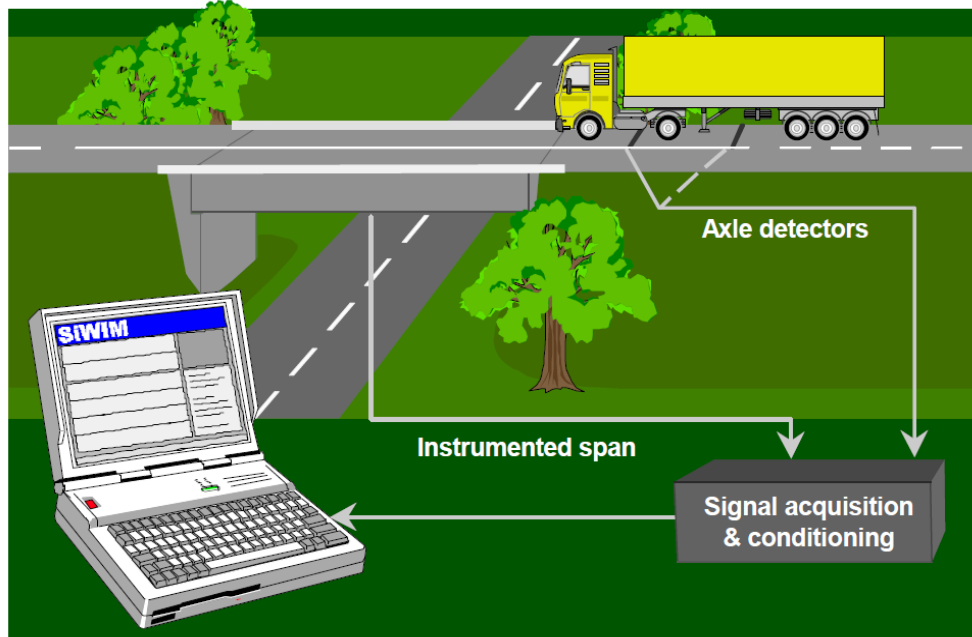 Axle detectors
SiWIM
Instrumented span
Signal acquisition
& conditioning